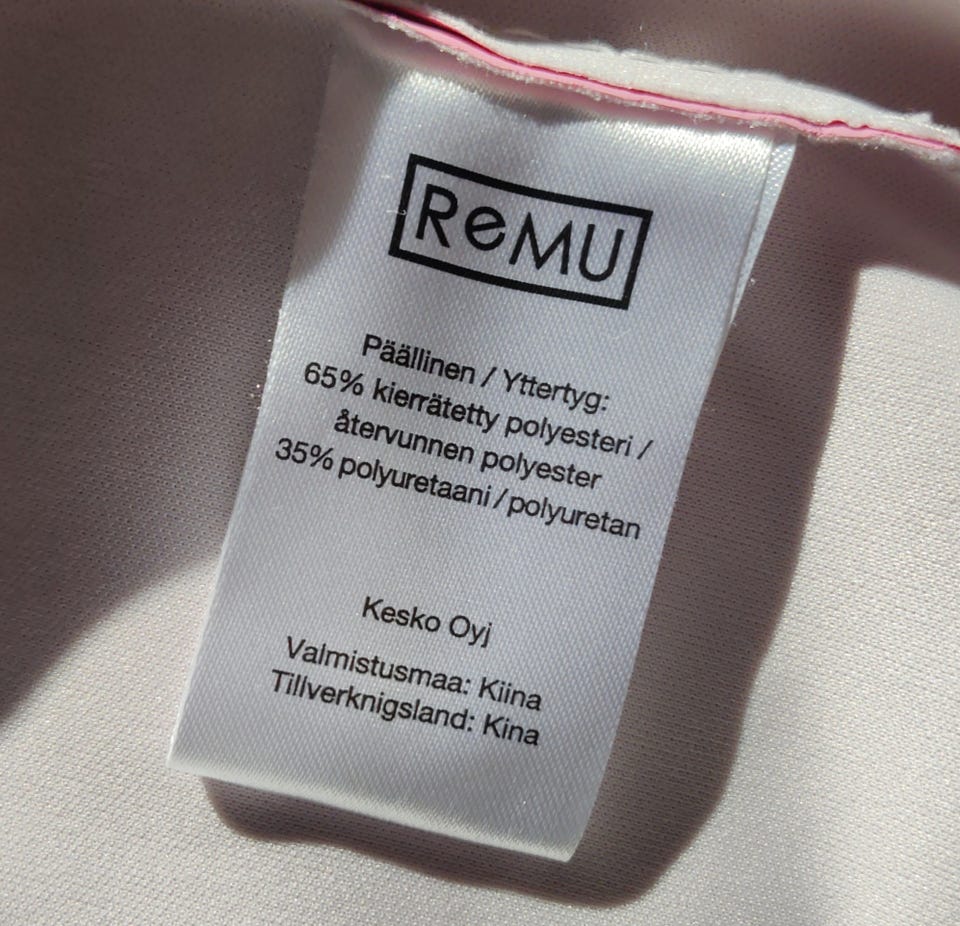 ReMU
Päällinen / Yttertyg:
65% kierrätetty polyesteri /
återvunnen polyester
35% polyuretaani / polyuretan
Kesko Oyj
Valmistusmaa: Kiina
Tillverknigsland: Kina